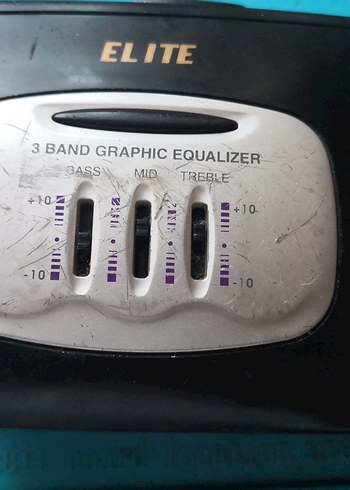 ELITE
3 BAND GRAPHIC EQUALIZER
BASS MID TREBLE
+10 +10
-10 -10